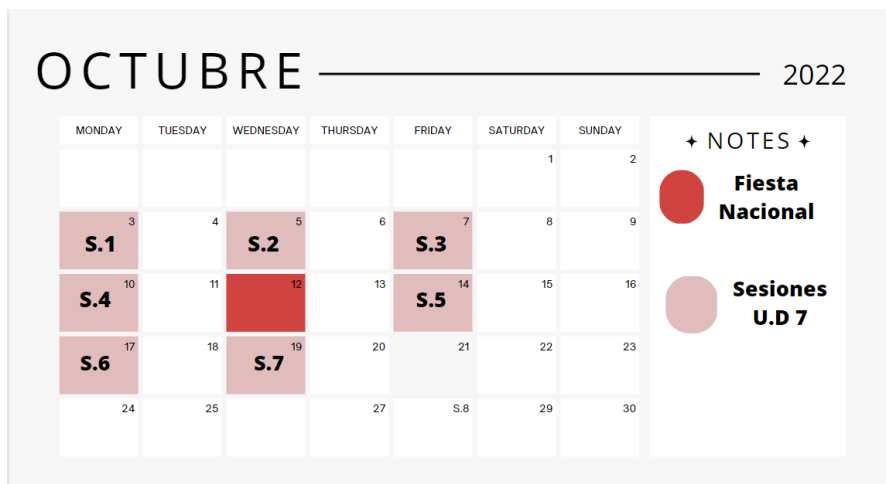 OCTUBRE 2022
MONDAY TUESDAY WEDNESDAY THURSDAY FRIDAY SATURDAY SUNDAY
1 2
3 4 5 6 7 8 9
S.1 S.2 S.3
10 11 12 13 14 15 16
S.4 S.5
17 18 19 20 21 22 23
S.6 S.7
24 25 27 S.8 29 30
✦ NOTES ✦
Fiesta
Nacional
Sesiones
U.D 7